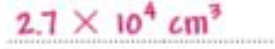 2.7 × 10⁴ cm³